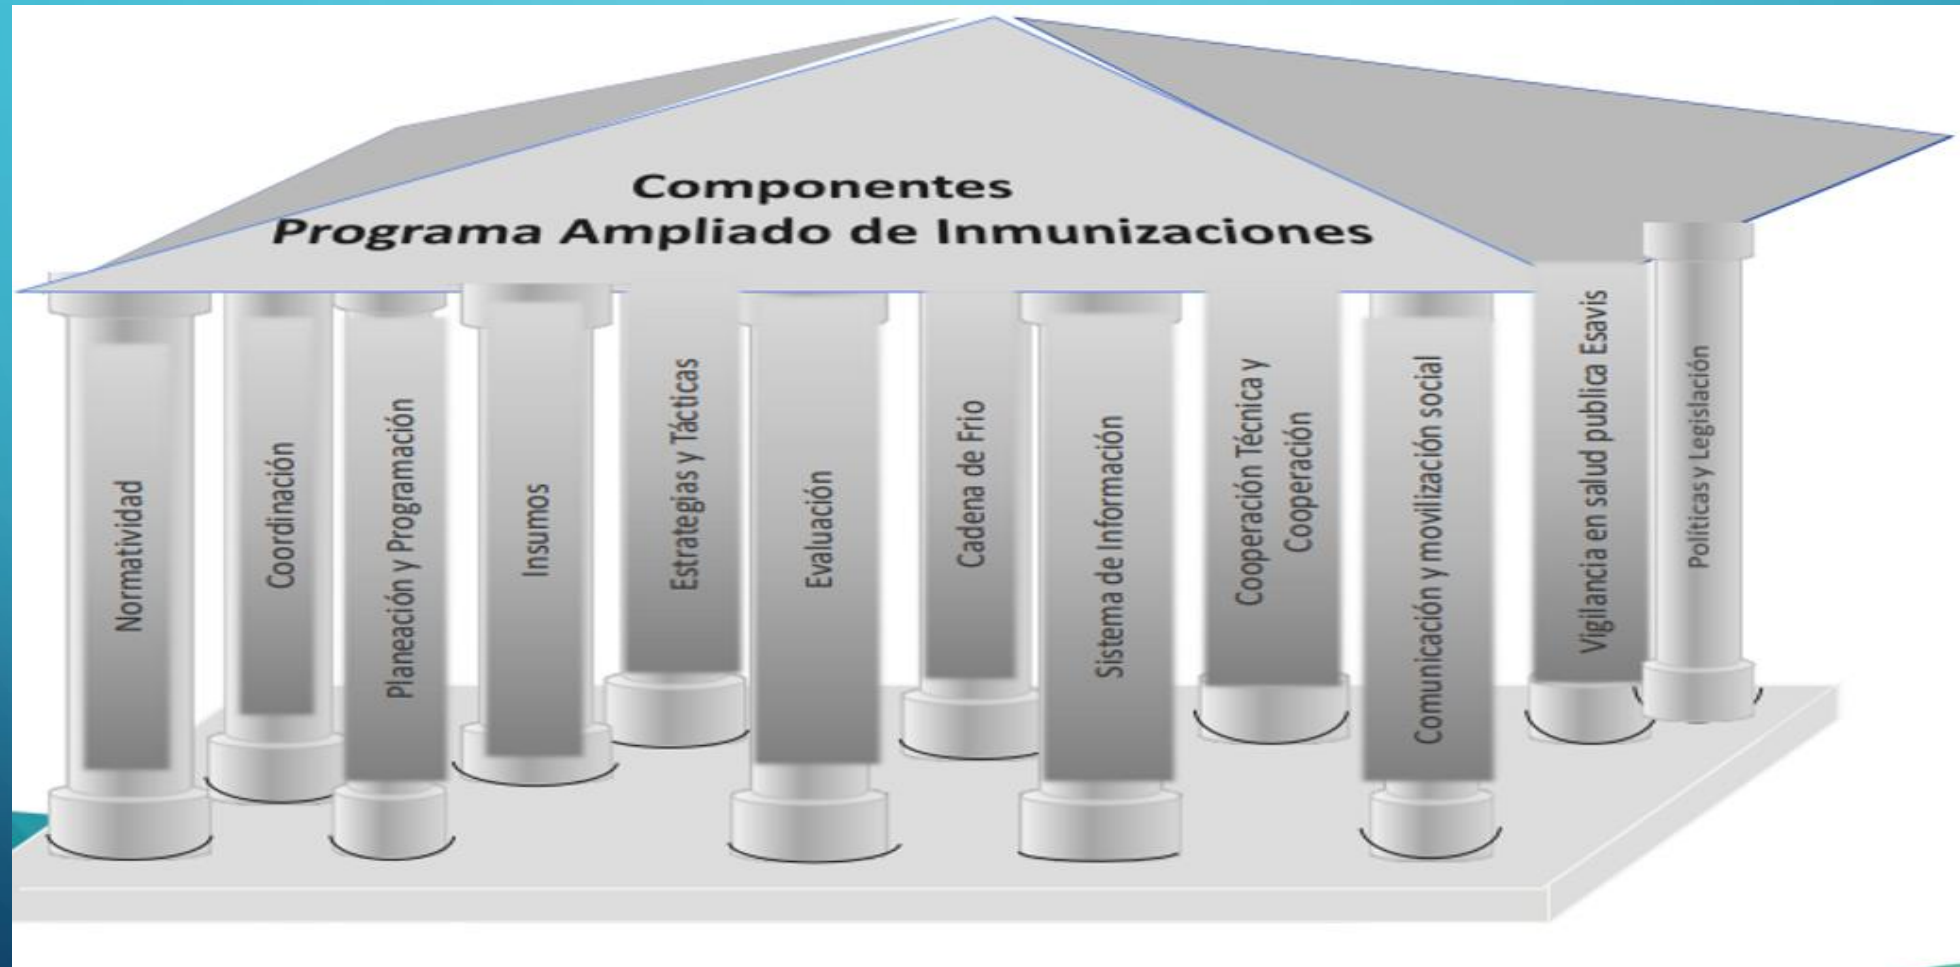 Componentes
Programa Ampliado de Inmunizaciones
Normatividad
Coordinación
Planeación y Programación
Insumos
Estrategias y Tácticas
Evaluación
Cadena de Frio
Sistema de Información
Cooperación Técnica y
Cooperación
Comunicación y movilización social
Vigilancia en salud publica Esavis
Políticas y Legislación